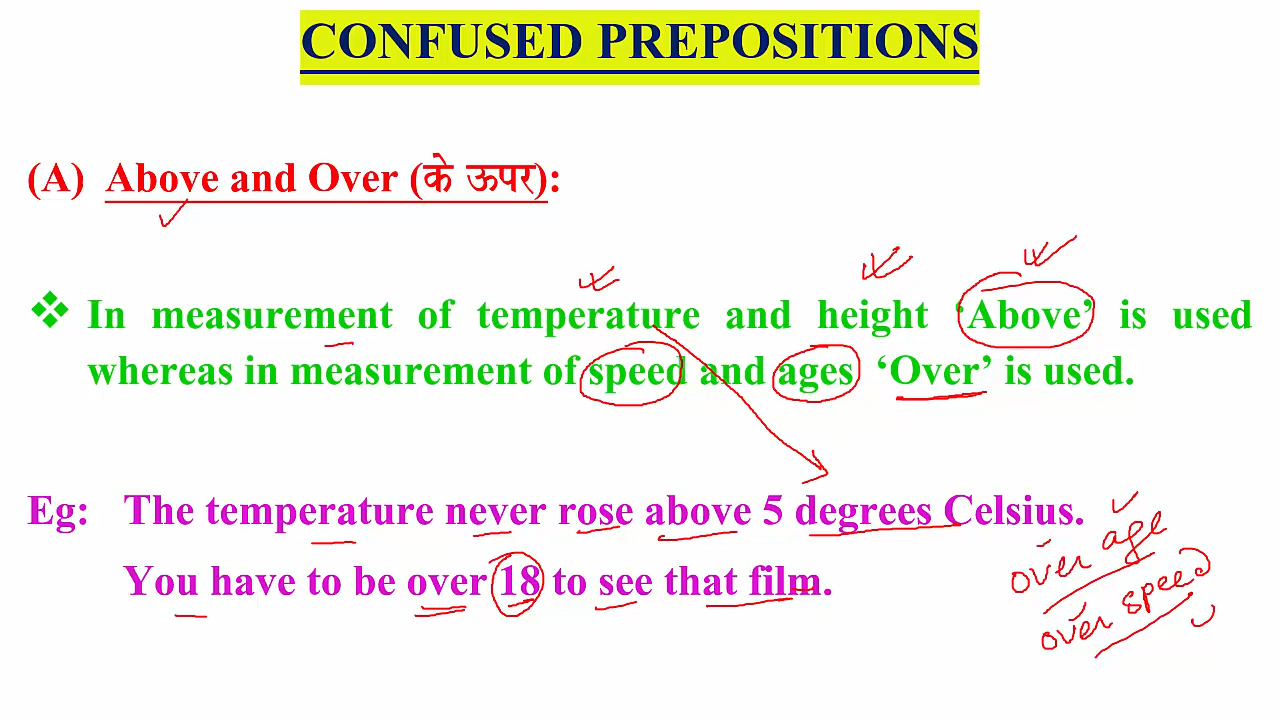 CONFUSED PREPOSITIONS
(A) Above and Over (के ऊपर):
❖ In measurement of temperature and height ‘Above’ is used
whereas in measurement of speed and ages ‘Over’ is used.
Eg: The temperature never rose above 5 degrees Celsius.
You have to be over 18 to see that film.
over age
over speed